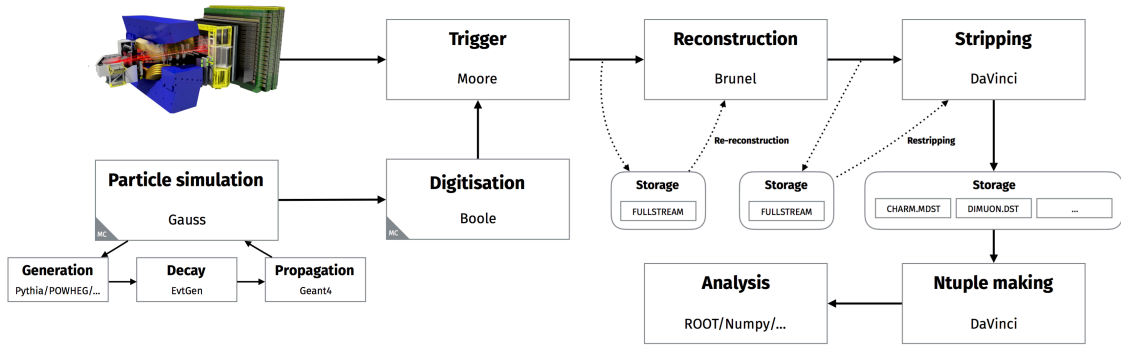 Trigger
Moore
Reconstruction
Brunel
Stripping
DaVinci
Re-reconstruction
Restripping
Particle simulation
Gauss
MC
Digitisation
Boole
MC
Storage
FULLSTREAM
Storage
FULLSTREAM
Storage
CHARM.MDST DIMUON.DST ...
Generation
Pythia/POWHEG/...
Decay
EvtGen
Propagation
Geant4
Analysis
ROOT/Numpy/...
Ntuple making
DaVinci